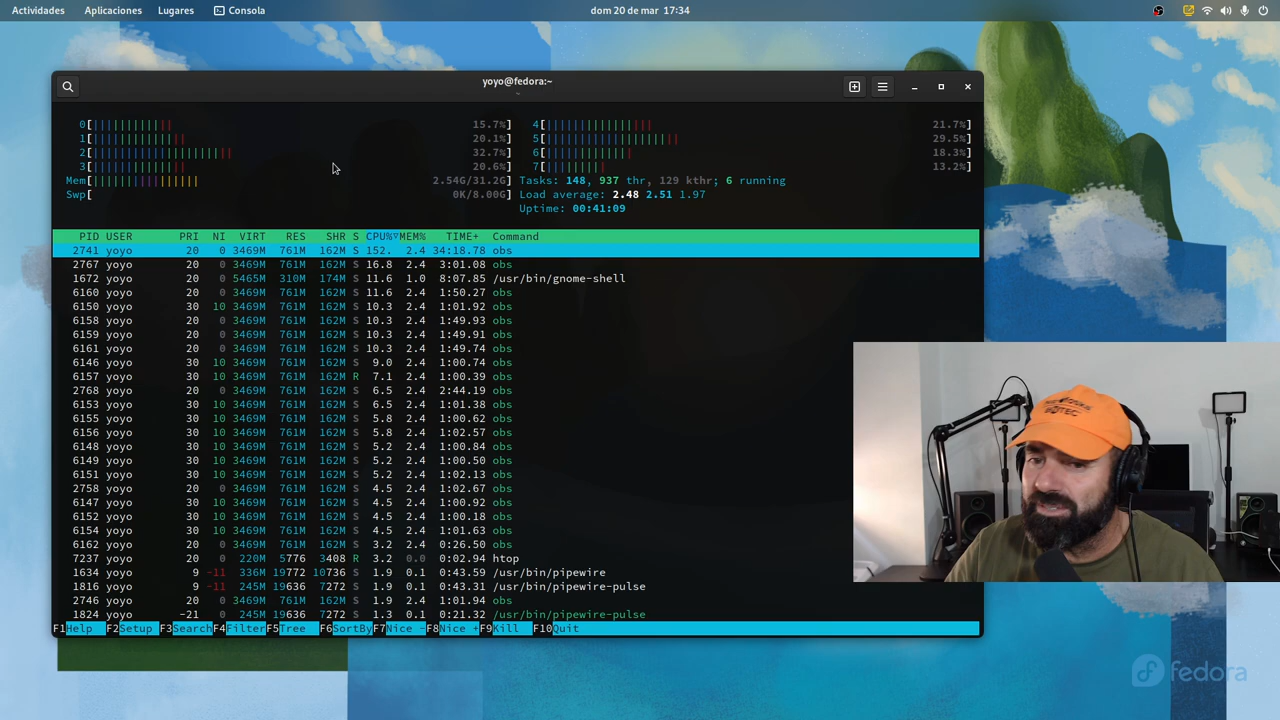 Actividades Aplicaciones Lugares Consola dom 20 de mar 17:34
yoyo@fedora:~
~
0[ 15.7%] 4[ 21.7%]
1[ 20.1%] 5[ 29.5%]
2[ 32.7%] 6[ 18.3%]
3[ 20.6%] 7[ 13.2%]
Mem[ 2.54G/31.2G] Tasks: 148, 937 thr, 129 kthr; 6 running
Swp[ 0K/8.00G] Load average: 2.48 2.51 1.97
Uptime: 00:41:09
PID USER PRI NI VIRT RES SHR S CPU%▽MEM% TIME+ Command
2741 yoyo 20 0 3469M 761M 162M S 152. 2.4 34:18.78 obs
2767 yoyo 20 0 3469M 761M 162M S 16.8 2.4 3:01.08 obs
1672 yoyo 20 0 5465M 310M 174M S 11.6 1.0 8:07.85 /usr/bin/gnome-shell
6160 yoyo 20 0 3469M 761M 162M S 11.6 2.4 1:50.27 obs
6150 yoyo 30 10 3469M 761M 162M S 10.3 2.4 1:01.92 obs
6158 yoyo 20 0 3469M 761M 162M S 10.3 2.4 1:49.93 obs
6159 yoyo 20 0 3469M 761M 162M S 10.3 2.4 1:49.91 obs
6161 yoyo 20 0 3469M 761M 162M S 10.3 2.4 1:49.74 obs
6146 yoyo 30 10 3469M 761M 162M S 9.0 2.4 1:00.74 obs
6157 yoyo 30 10 3469M 761M 162M R 7.1 2.4 1:00.39 obs
2768 yoyo 20 0 3469M 761M 162M S 6.5 2.4 2:44.19 obs
6153 yoyo 30 10 3469M 761M 162M S 6.5 2.4 1:01.38 obs
6155 yoyo 30 10 3469M 761M 162M S 5.8 2.4 1:00.62 obs
6156 yoyo 30 10 3469M 761M 162M S 5.8 2.4 1:02.57 obs
6148 yoyo 30 10 3469M 761M 162M S 5.2 2.4 1:00.84 obs
6149 yoyo 30 10 3469M 761M 162M S 5.2 2.4 1:00.50 obs
6151 yoyo 30 10 3469M 761M 162M S 5.2 2.4 1:02.13 obs
2758 yoyo 20 0 3469M 761M 162M S 4.5 2.4 1:02.67 obs
6147 yoyo 30 10 3469M 761M 162M S 4.5 2.4 1:00.92 obs
6152 yoyo 30 10 3469M 761M 162M S 4.5 2.4 1:00.18 obs
6154 yoyo 30 10 3469M 761M 162M S 4.5 2.4 1:01.63 obs
6162 yoyo 20 0 3469M 761M 162M S 3.2 2.4 0:26.50 obs
7237 yoyo 20 0 220M 5776 3408 R 3.2 0.0 0:02.94 htop
1634 yoyo 9 -11 336M 19772 10736 S 1.9 0.1 0:43.59 /usr/bin/pipewire
1816 yoyo 9 -11 245M 19636 7272 S 1.9 0.1 0:43.31 /usr/bin/pipewire-pulse
2746 yoyo 20 0 3469M 761M 162M S 1.9 2.4 1:01.94 obs
1824 yoyo -21 0 245M 19636 7272 S 1.3 0.1 0:21.32 /usr/bin/pipewire-pulse
F1Help F2Setup F3SearchF4FilterF5Tree F6SortByF7Nice -F8Nice +F9Kill F10Quit
fedora